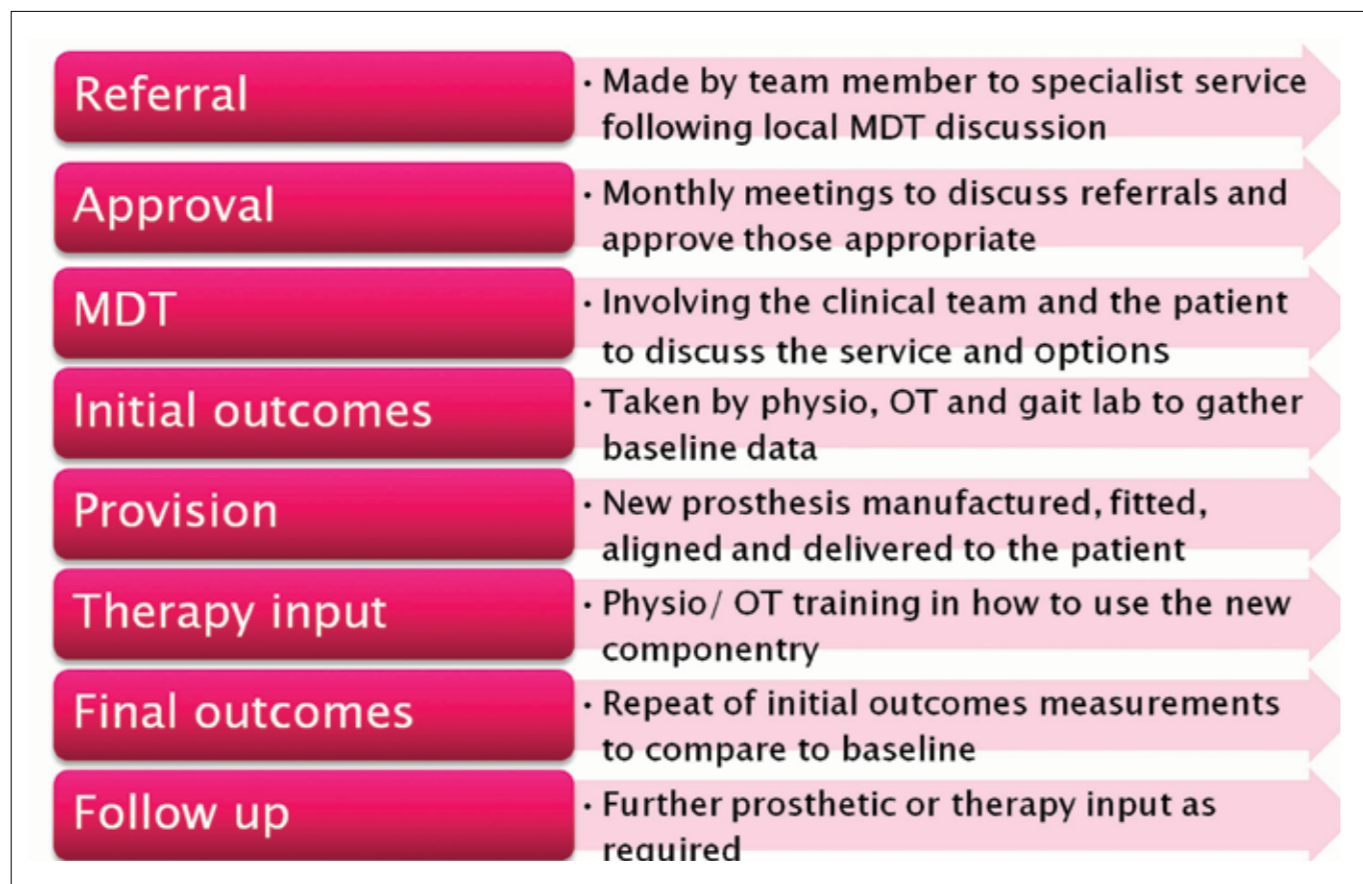 Referral
· Made by team member to specialist service
following local MDT discussion
Approval
· Monthly meetings to discuss referrals and
approve those appropriate
MDT
· Involving the clinical team and the patient
to discuss the service and options
Initial outcomes
· Taken by physio, OT and gait lab to gather
baseline data
Provision
· New prosthesis manufactured, fitted,
aligned and delivered to the patient
Therapy input
· Physio/ OT training in how to use the new
componentry
Final outcomes
· Repeat of initial outcomes measurements
to compare to baseline
Follow up
· Further prosthetic or therapy input as
required